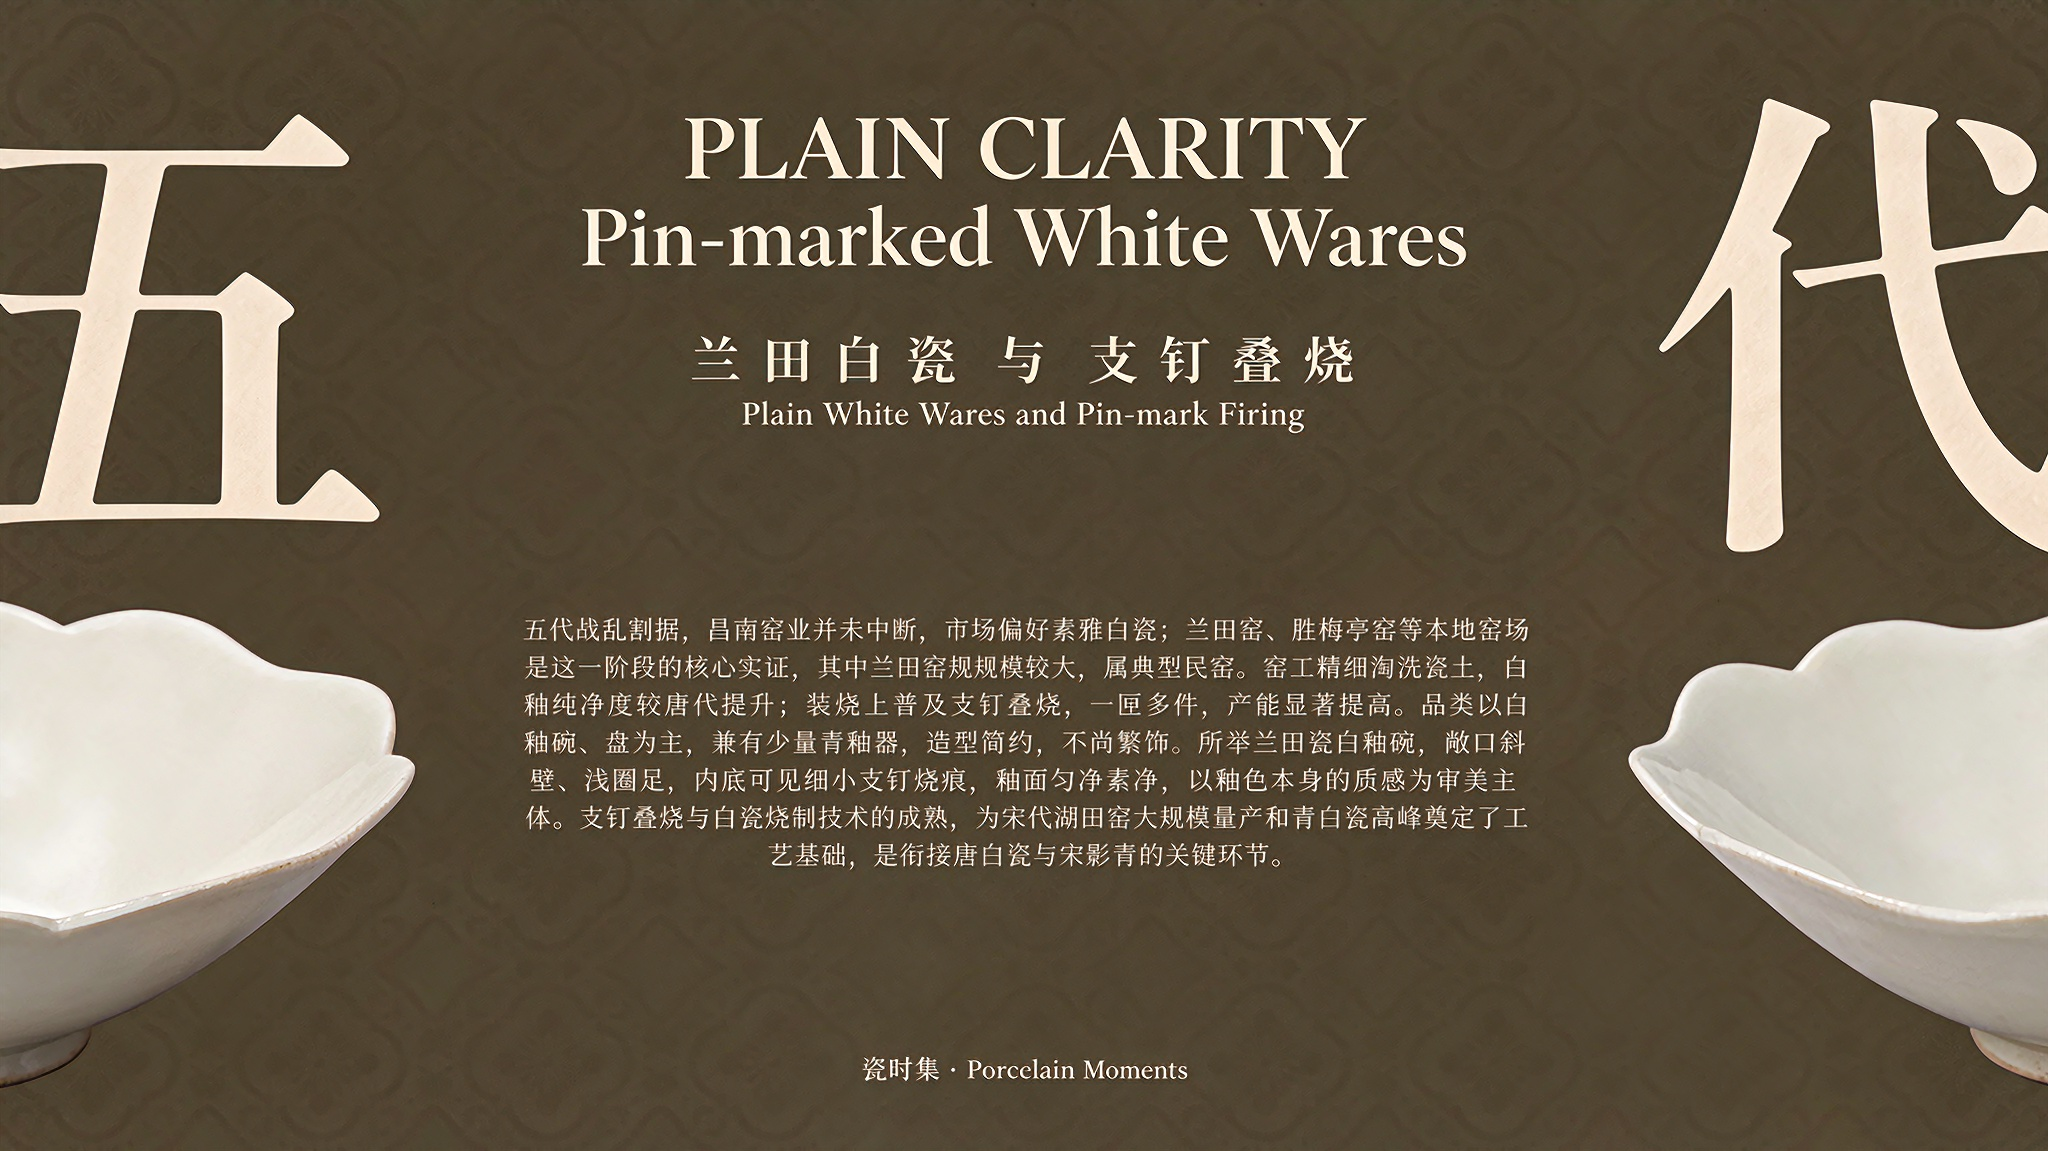 五代
PLAIN CLARITY
Pin-marked White Wares
兰田白瓷 与 支钉叠烧
Plain White Wares and Pin-mark Firing
五代战乱割据，昌南窑业并未中断，市场偏好素雅白瓷；兰田窑、胜梅亭窑等本地窑场
是这一阶段的核心实证，其中兰田窑规规模较大，属典型民窑。窑工精细淘洗瓷土，白
釉纯净度较唐代提升；装烧上普及支钉叠烧，一匣多件，产能显著提高。品类以白
釉碗、盘为主，兼有少量青釉器，造型简约，不尚繁饰。所举兰田瓷白釉碗，敞口斜
壁、浅圈足，内底可见细小支钉烧痕，釉面匀净素净，以釉色本身的质感为审美主
体。支钉叠烧与白瓷烧制技术的成熟，为宋代湖田窑大规模量产和青白瓷高峰奠定了工
艺基础，是衔接唐白瓷与宋影青的关键环节。
瓷时集 · Porcelain Moments